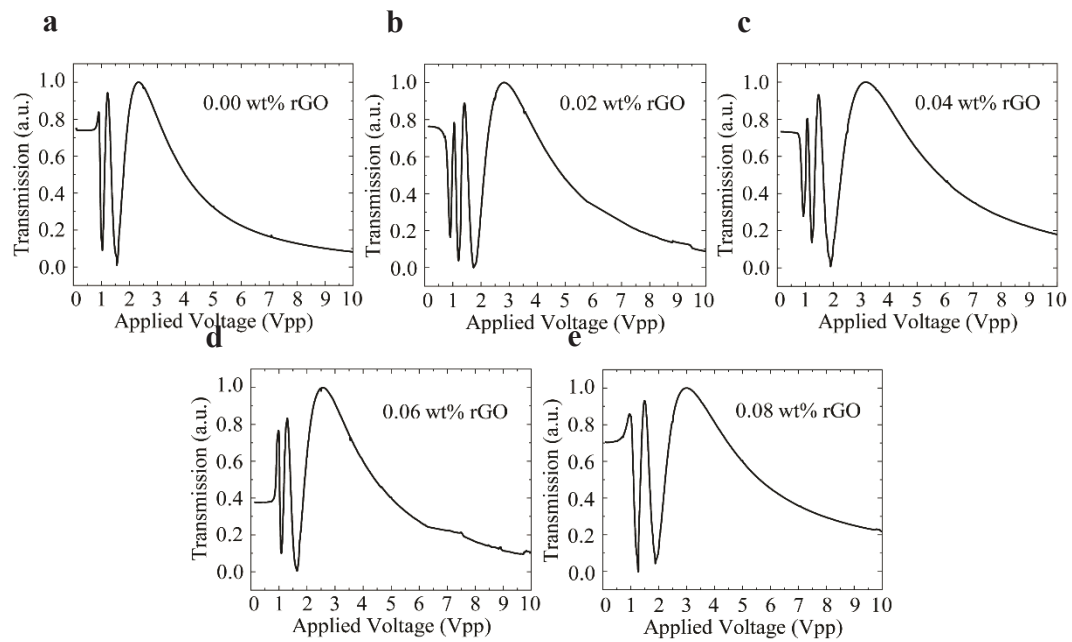 a
b
c
1.0
0.8
0.6
0.4
0.2
0.0
Transmission (a.u.)
0.00 wt% rGO
0 1 2 3 4 5 6 7 8 9 10
Applied Voltage (Vpp)
1.0
0.8
0.6
0.4
0.2
0.0
Transmission (a.u.)
0.02 wt% rGO
0 1 2 3 4 5 6 7 8 9 10
Applied Voltage (Vpp)
1.0
0.8
0.6
0.4
0.2
0.0
Transmission (a.u.)
0.04 wt% rGO
0 1 2 3 4 5 6 7 8 9 10
Applied Voltage (Vpp)
d
e
1.0
0.8
0.6
0.4
0.2
0.0
Transmission (a.u.)
0.06 wt% rGO
0 1 2 3 4 5 6 7 8 9 10
Applied Voltage (Vpp)
1.0
0.8
0.6
0.4
0.2
0.0
Transmission (a.u.)
0.08 wt% rGO
0 1 2 3 4 5 6 7 8 9 10
Applied Voltage (Vpp)